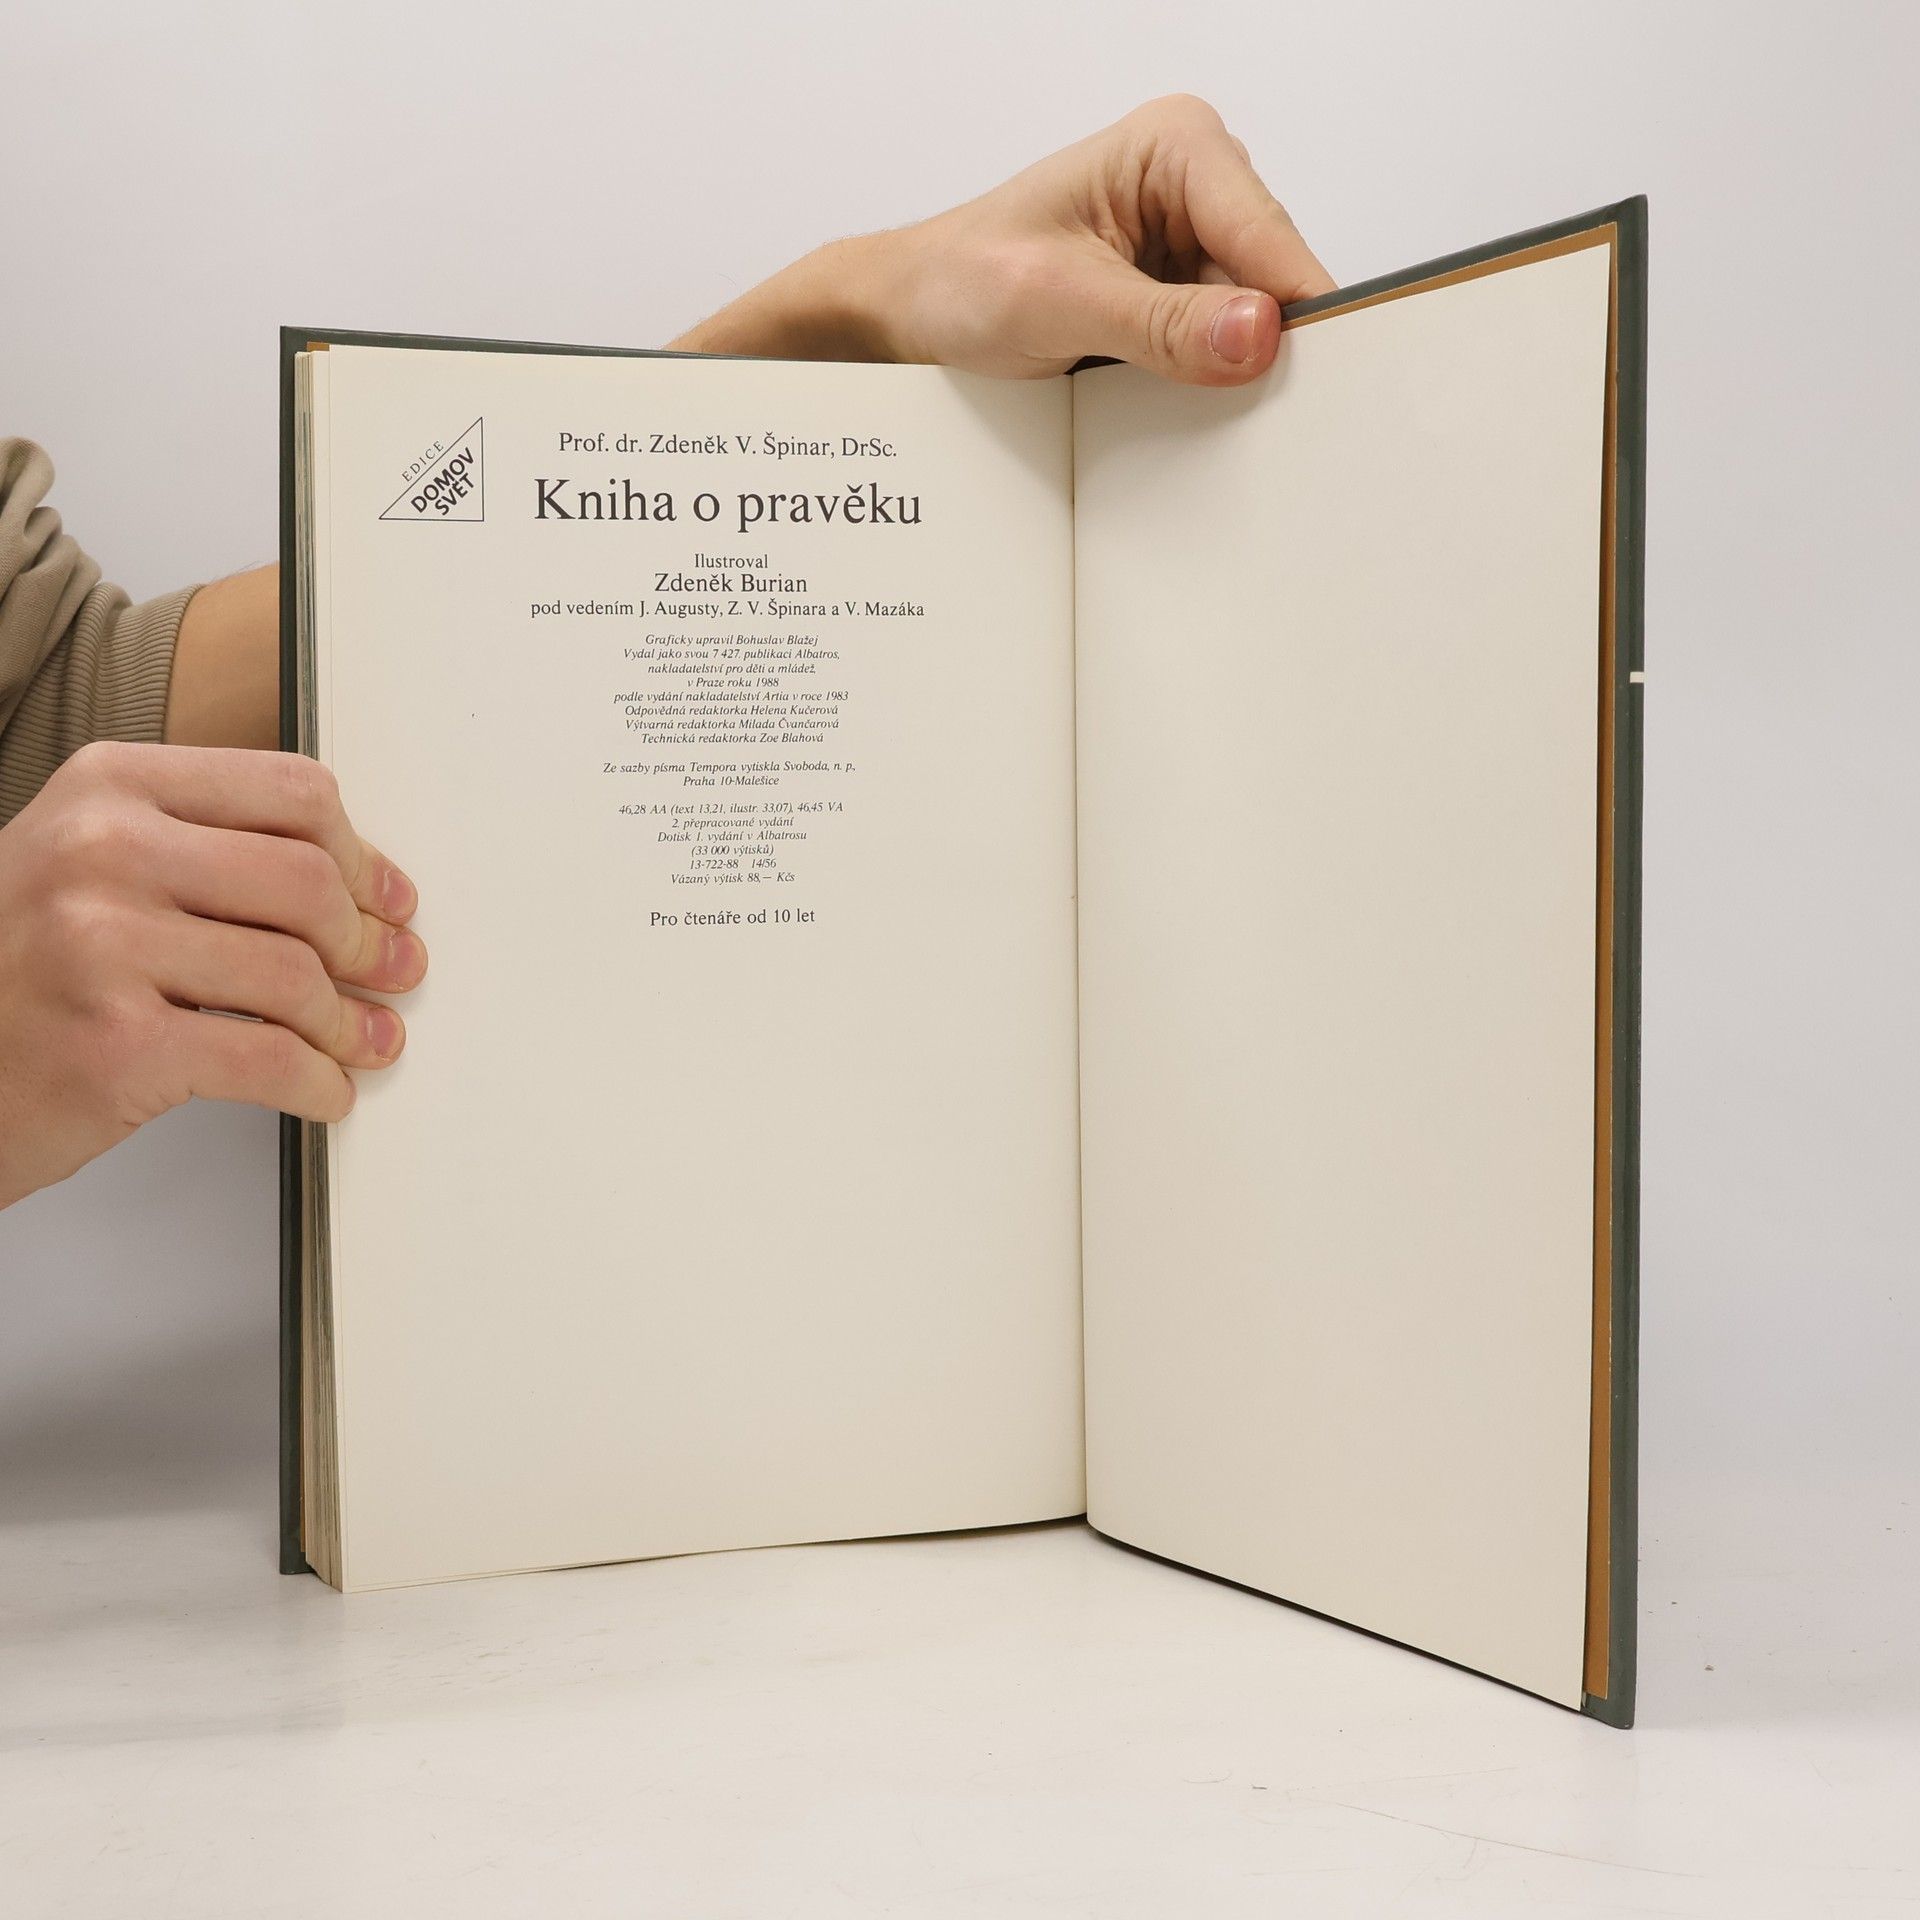 EDICE
DOMOV
SVĚT
Prof. dr. Zdeněk V. Špinar, DrSc.
Kniha o pravěku
Ilustroval
Zdeněk Burian
pod vedením J. Augusty, Z. V. Špinara a V. Mazáka
Graficky upravil Bohuslav Blažej
Vydal jako svou 7 427. publikaci Albatros,
nakladatelství pro děti a mládež,
v Praze roku 1988
podle vydání nakladatelství Artia v roce 1983
Odpovědná redaktorka Helena Kučerová
Výtvarná redaktorka Milada Čvančarová
Technická redaktorka Zoe Blahová
Ze sazby písma Tempora vytiskla Svoboda, n. p.,
Praha 10-Malešice
46,28 AA (text 13,21, ilustr. 33,07), 46,45 VA
2. přepracované vydání
Dotisk 1. vydání v Albatrosu
(33 000 výtisků)
13-722-88 14/56
Vázaný výtisk 88,— Kčs
Pro čtenáře od 10 let